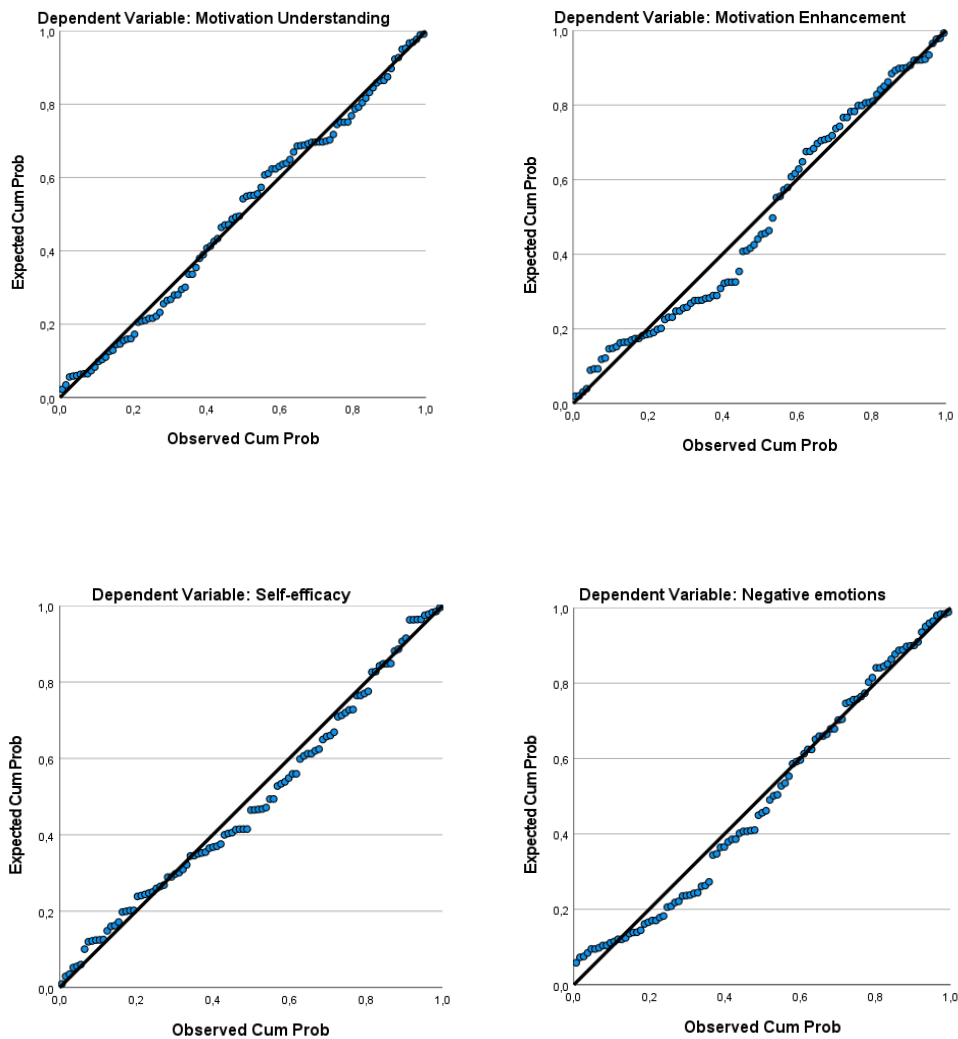 Dependent Variable: Motivation Understanding
1,0
0,8
0,6
0,4
0,2
0,0
Expected Cum Prob
0,0 0,2 0,4 0,6 0,8 1,0
Observed Cum Prob
Dependent Variable: Motivation Enhancement
1,0
0,8
0,6
0,4
0,2
0,0
Expected Cum Prob
0,0 0,2 0,4 0,6 0,8 1,0
Observed Cum Prob
Dependent Variable: Self-efficacy
1,0
0,8
0,6
0,4
0,2
0,0
Expected Cum Prob
0,0 0,2 0,4 0,6 0,8 1,0
Observed Cum Prob
Dependent Variable: Negative emotions
1,0
0,8
0,6
0,4
0,2
0,0
Expected Cum Prob
0,0 0,2 0,4 0,6 0,8 1,0
Observed Cum Prob